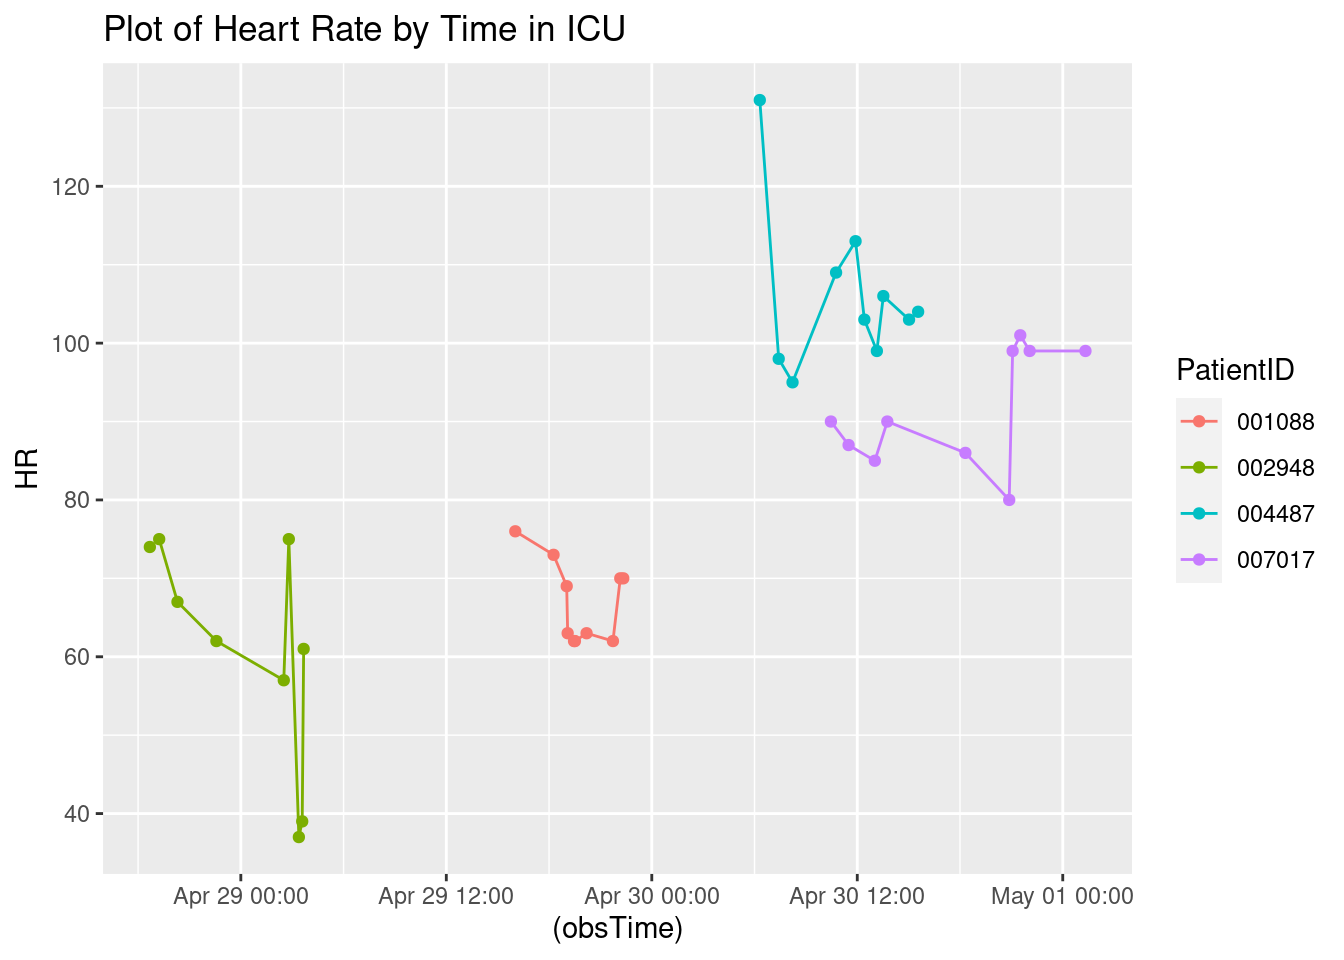 Plot of Heart Rate by Time in ICU
120
100
80
60
40
HR
Apr 29 00:00
Apr 29 12:00
Apr 30 00:00
Apr 30 12:00
May 01 00:00
(obsTime)
PatientID
001088
002948
004487
007017